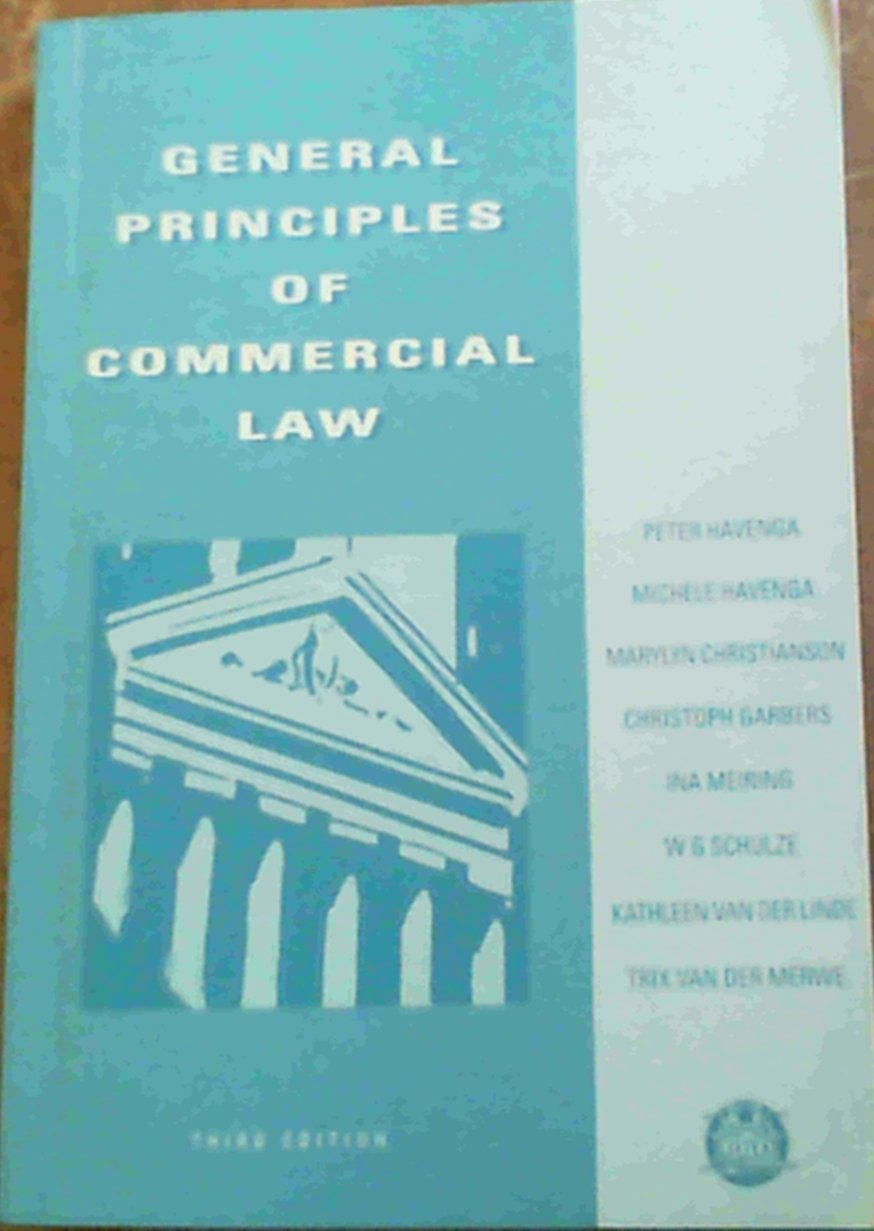 GENERAL
PRINCIPLES
OF
COMMERCIAL
LAW
PETER HAVENGA
MICHELE HAVENGA
MARYLYN CHRISTIANSON
CHRISTOPH GARBERS
INA MEIRING
W G SCHULZE
KATHLEEN VAN DER LINDE
TRIX VAN DER MERWE
THIRD EDITION